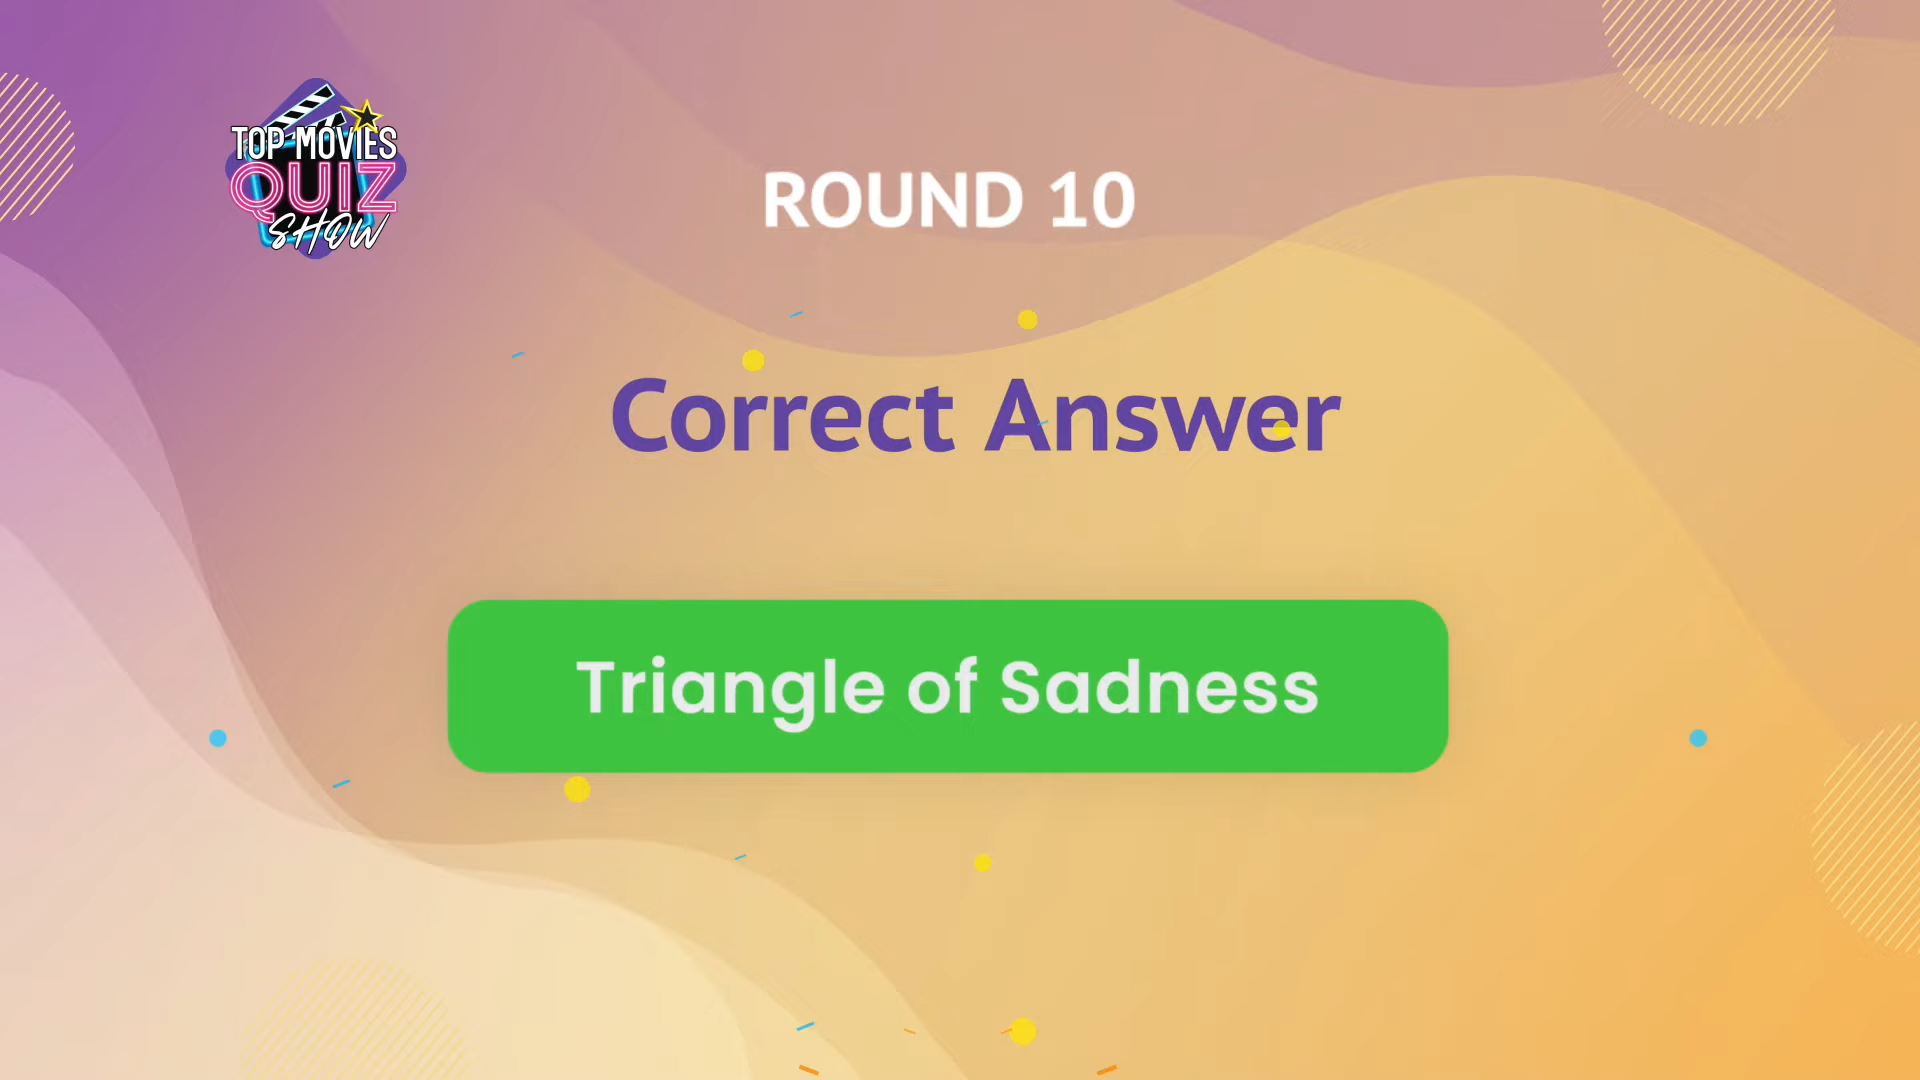 TOP MOVIES
QUIZ
SHOW
ROUND 10
Correct Answer
Triangle of Sadness